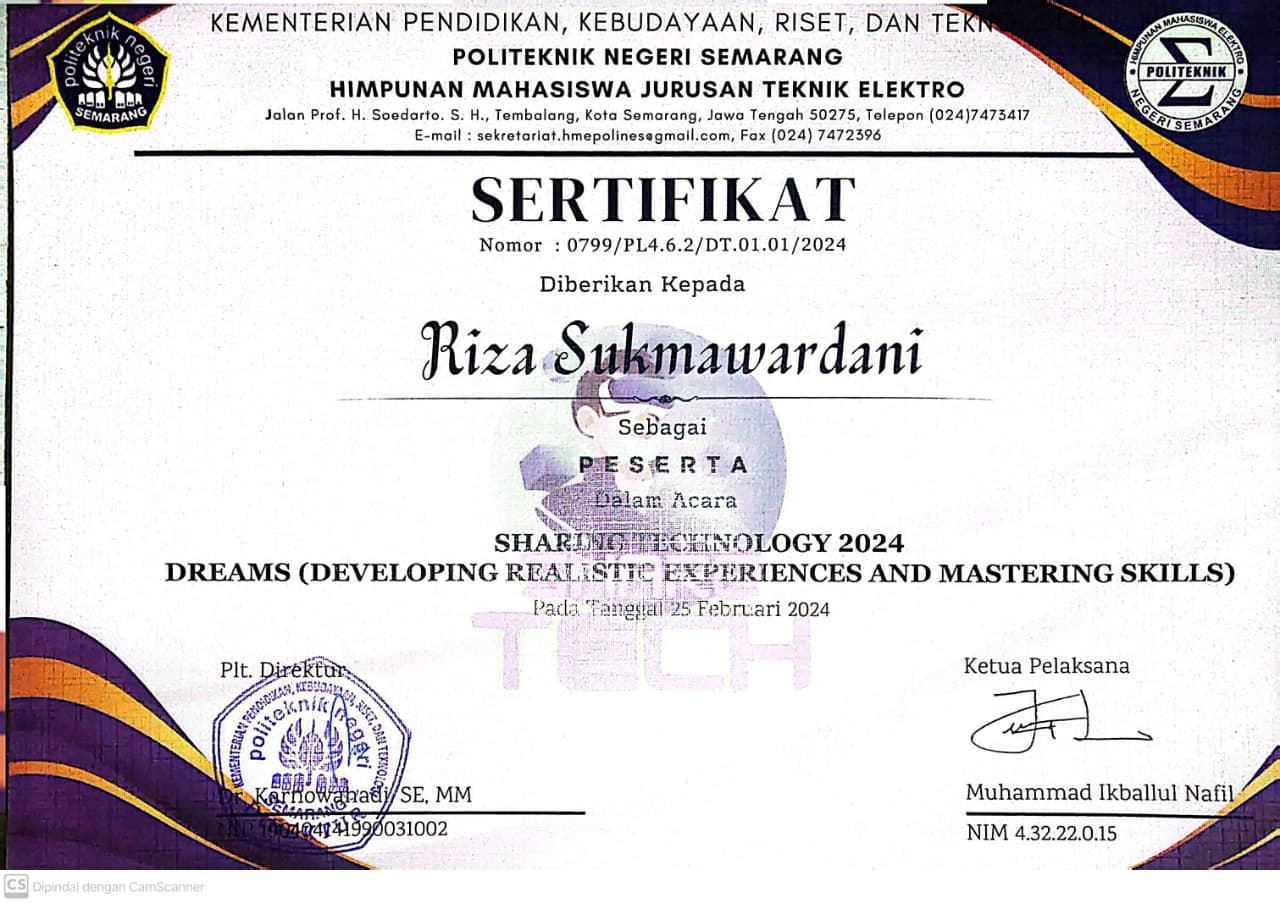 KEMENTERIAN PENDIDIKAN, KEBUDAYAAN, RISET, DAN
POLITEKNIK NEGERI SEMARANG
HIMPUNAN MAHASISWA JURUSAN TEKNIK ELEKTRO
Jalan Prof. H. Soedarto. S. H., Tembalang, Kota Semarang, Jawa Tengah 50275, Telepon (024)7473417
E-mail : sekretariat.hmepolines@gmail.com, Fax (024) 7472396
politeknik negeri
SEMARANG
HIMPUNAN MAHASISWA ELEKTRO
POLITEKNIK
NEGERI SEMARANG
SERTIFIKAT
Nomor : 0799/PL4.6.2/DT.01.01/2024
Diberikan Kepada
Riza Sukmawardani
Sebagai
PESERTA
Dalam Acara
SHARING TECHNOLOGY 2024
DREAMS (DEVELOPING REALISTIC EXPERIENCES AND MASTERING SKILLS)
Pada Tanggal 25 Februari 2024
TECH
Plt. Direktur
KEMENTERIAN PENDIDIKAN, KEBUDAYAAN, RISET, DAN TEKNOLOGI
politeknik negeri
SEMARANG
Dr. Karnowahadi, SE, MM
NIP
Ketua Pelaksana
Muhammad Ikballul Nafil
NIM 4.32.22.0.15
CS Dipindai dengan CamScanner